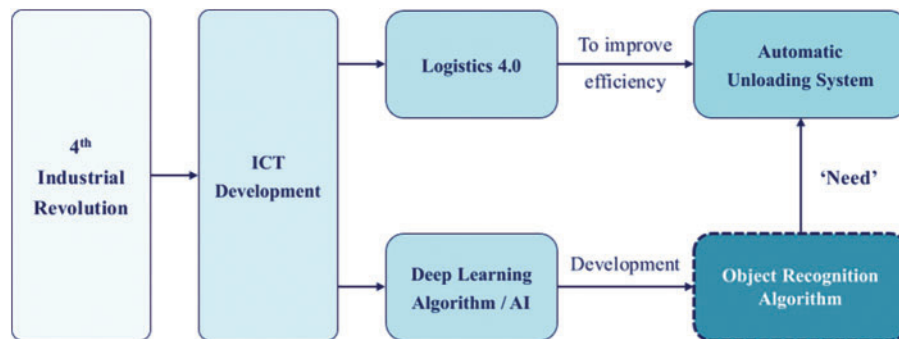 4th
Industrial
Revolution
ICT
Development
Logistics 4.0
To improve
efficiency
Automatic
Unloading System
'Need'
Deep Learning
Algorithm / AI
Development
Object Recognition
Algorithm